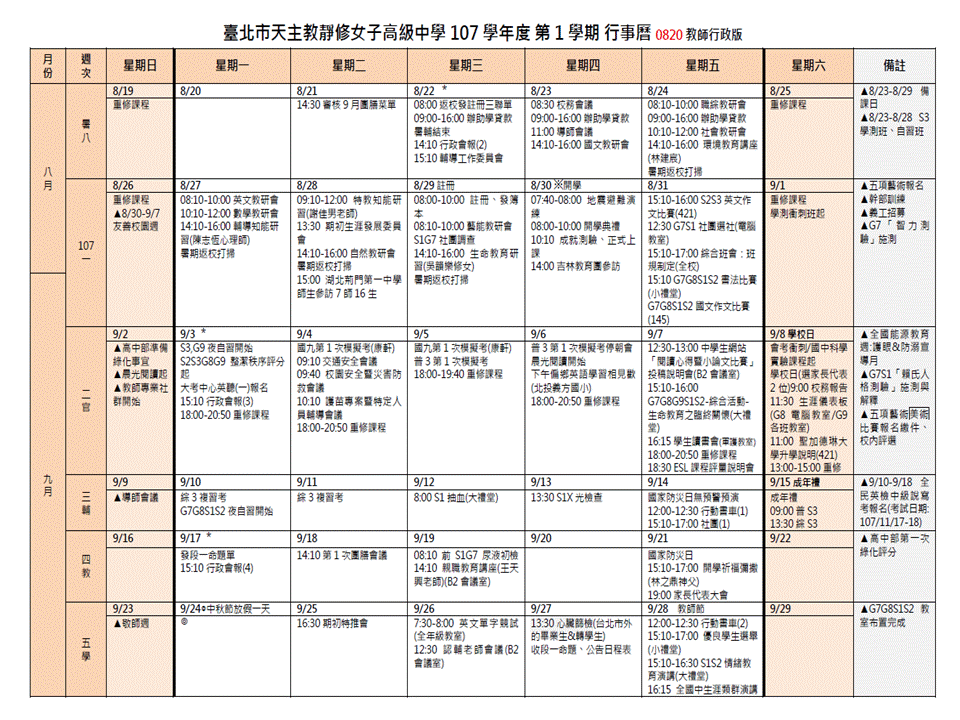 臺北市天主教靜修女子高級中學 107 學年度 第 1 學期 行事曆 0820 教師行政版
月份 週次 星期日 星期一 星期二 星期三 星期四 星期五 星期六 備註
八月
暑八
8/19
重修課程
8/20
8/21
14:30 審核 9 月團膳菜單
8/22 *
08:00 返校發註冊三聯單
09:00-16:00 辦助學貸款
暑輔結束
14:10 行政會報(2)
15:10 輔導工作委員會
8/23
08:30 校務會議
09:00-16:00 辦助學貸款
11:00 導師會議
14:10-16:00 國文教研會
8/24
08:10-10:00 職綜教研會
09:00-16:00 辦助學貸款
10:10-12:00 社會教研會
14:10-16:00 環境教育講座
(林建宸)
暑期返校打掃
8/25
重修課程
▲8/23-8/29 備
課日
▲8/23-8/28 S3
學測班、自習班
107
一
8/26
重修課程
▲8/30-9/7
友善校園週
8/27
08:10-10:00 英文教研會
10:10-12:00 數學教研會
14:10-16:00 輔導知能研
習(陳志恆心理師)
暑期返校打掃
8/28
09:10-12:00 特教知能研
習(謝佳男老師)
13:30 期初生涯發展委員
會
14:10-16:00 自然教研會
暑期返校打掃
15:00 湖北荊門第一中學
師生參訪 7 師 16 生
8/29 註冊
08:00-10:00 註冊、發簿
本
08:10-10:00 藝能教研會
S1G7 社團調查
14:10-16:00 生命教育研
習(吳韻樂修女)
暑期返校打掃
8/30 ※開學
07:40-08:00 地震避難演
練
08:00-10:00 開學典禮
10:10 成就測驗、正式上
課
14:00 吉林教育團參訪
8/31
15:10-16:00 S2S3 英文作
文比賽(421)
12:30 G7S1 社團選社(電腦
教室)
15:10-17:00 綜合班會：班
規制定(全校)
15:10 G7G8S1S2 書法比賽
(小禮堂)
G7G8S1S2 國文作文比賽
(145)
9/1
重修課程
學測衝刺班起
▲五項藝術報名
▲幹部訓練
▲義工招募
▲G7「智力測
驗」施測
九月
二官
9/2
▲高中部準備
綠化事宜
▲晨光閱讀起
▲教師專業社
群開始
9/3 *
S3,G9 夜自習開始
S2S3G8G9 整潔秩序評分
起
大考中心英聽(一)報名
15:10 行政會報(3)
18:00-20:50 重修課程
9/4
國九第 1 次模擬考(康軒)
09:10 交通安全會議
09:40 校園安全暨災害防
救會議
10:10 護苗專案暨特定人
員輔導會議
18:00-20:50 重修課程
9/5
國九第 1 次模擬考(康軒)
普 3 第 1 次模擬考
18:00-19:40 重修課程
9/6
普 3 第 1 次模擬考停朝會
晨光閱讀開始
下午偏鄉英語學習相見歡
(北投義方國小)
18:00-20:50 重修課程
9/7
12:30-13:00 中學生網站
「閱讀心得暨小論文比賽」
投稿說明會(B2 會議室)
15:10-16:00
G7G8G9S1S2-綜合活動-
生命教育之臨終關懷(大禮
堂)
16:15 學生讀書會(軍護教室)
18:00-20:50 重修課程
18:30 ESL 課程評量說明會
9/8 學校日
會考衝刺/國中科學
實驗課程起
學校日(選家長代表
2 位)9:00 校務報告
11:30 生涯儀表板
(G8 電腦教室/G9
各班教室)
11:00 聖加德琳大
學升學說明(421)
13:00-15:00 重修
▲全國能源教育
週:護眼&防溺宣
導月
▲G7S1「賴氏人
格測驗」施測與
解釋
▲五項藝術美術
比賽報名繳件、
校內評選
三輔
9/9
▲導師會議
9/10
綜 3 複習考
G7G8S1S2 夜自習開始
9/11
綜 3 複習考
9/12
8:00 S1 抽血(大禮堂)
9/13
13:30 S1X 光檢查
9/14
國家防災日無預警預演
12:00-12:30 行動書車(1)
15:10-17:00 社團(1)
9/15 成年禮
成年禮
09:00 普 S3
13:30 綜 S3
▲9/10-9/18 全
民英檢中級說寫
考報名(考試日期:
107/11/17-18)
四教
9/16
9/17 *
發段一命題單
15:10 行政會報(4)
9/18
14:10 第 1 次團膳會議
9/19
08:10 前 S1G7 尿液初檢
14:10 親職教育講座(王天
興老師)(B2 會議室)
9/20
9/21
國家防災日
15:10-17:00 開學祈福彌撒
(林之鼎神父)
19:00 家長代表大會
9/22
▲高中部第一次
綠化評分
五學
9/23
▲敬師週
9/24⊙中秋節放假一天
◎
9/25
16:30 期初特推會
9/26
7:30-8:00 英文單字競試
(全年級教室)
12:30 認輔老師會議(B2
會議室)
9/27
13:30 心臟篩檢(台北市外
的畢業生&轉學生)
收段一命題、公告日程表
9/28 教師節
12:00-12:30 行動書車(2)
15:10-17:00 優良學生選舉
(小禮堂)
15:10-16:30 S1S2 情緒教
育演講(大禮堂)
16:15 全國中生涯類群演講
9/29
▲G7G8S1S2 教
室布置完成